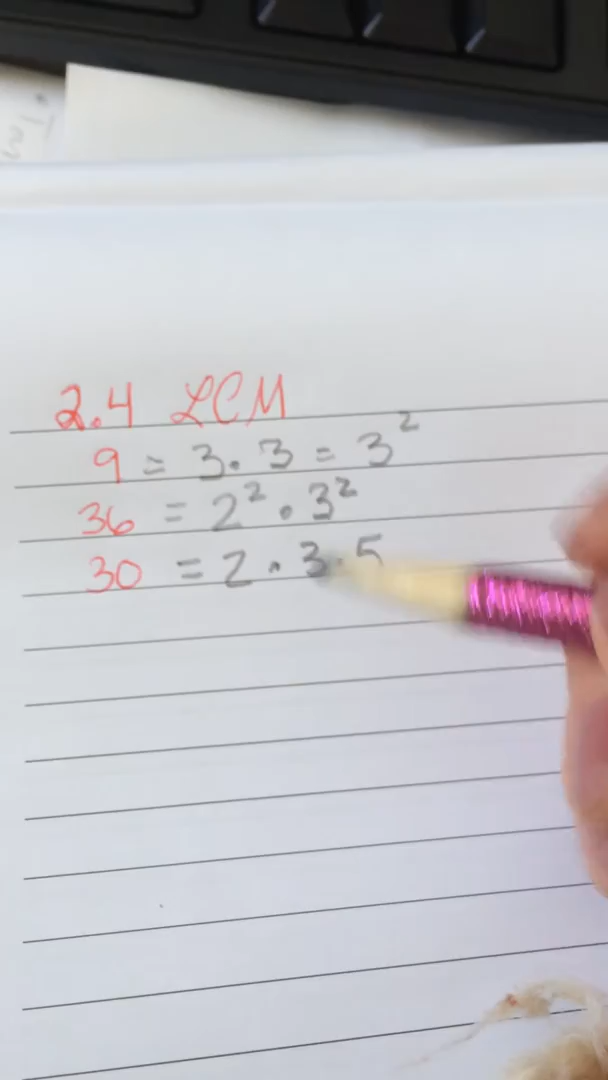 2.4 LCM
9 = 3 . 3 = 3²
36 = 2² . 3²
30 = 2 . 3 . 5